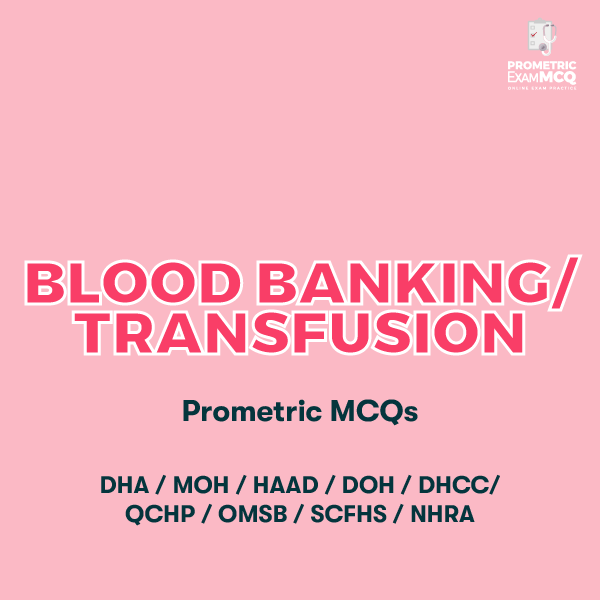 PROMETRIC
EXAMMCQ
ONLINE EXAM PRACTICE
BLOOD BANKING/
TRANSFUSION
Prometric MCQs
DHA / MOH / HAAD / DOH / DHCC/
QCHP / OMSB / SCFHS / NHRA